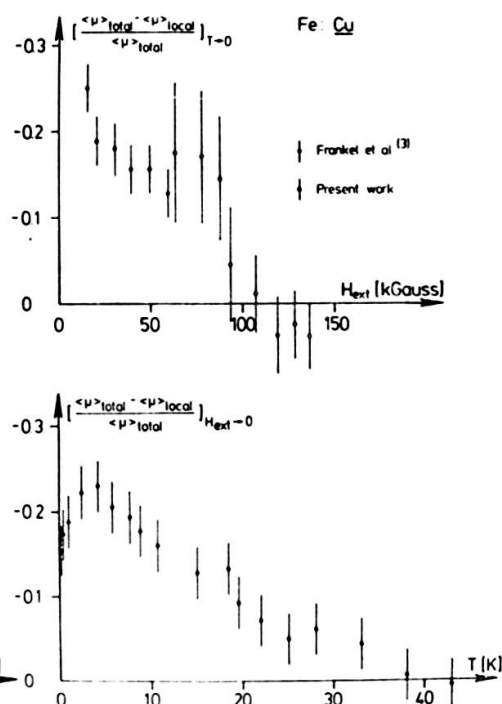 [ <μ>total - <μ>local / <μ>total ]T→0
Fe: Cu
-0.3
-0.2
-0.1
0
Frankel et al (3)
Present work
Hext [kGauss]
0 50 100 150
[ <μ>total - <μ>local / <μ>total ]Hext→0
-0.3
-0.2
-0.1
0
T [K]
0 10 20 30 40